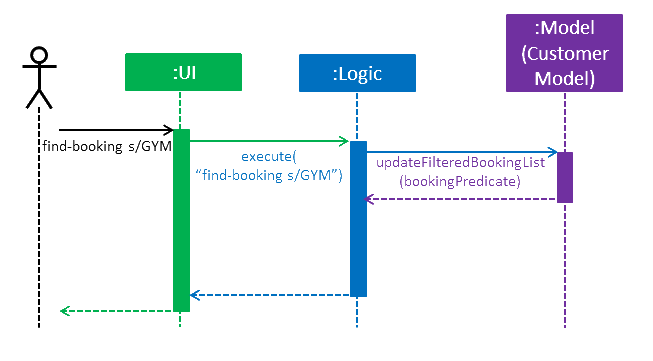 :Model
(Customer
Model)
:UI
:Logic
find-booking s/GYM
execute(
“find-booking s/GYM”)
updateFilteredBookingList
(bookingPredicate)